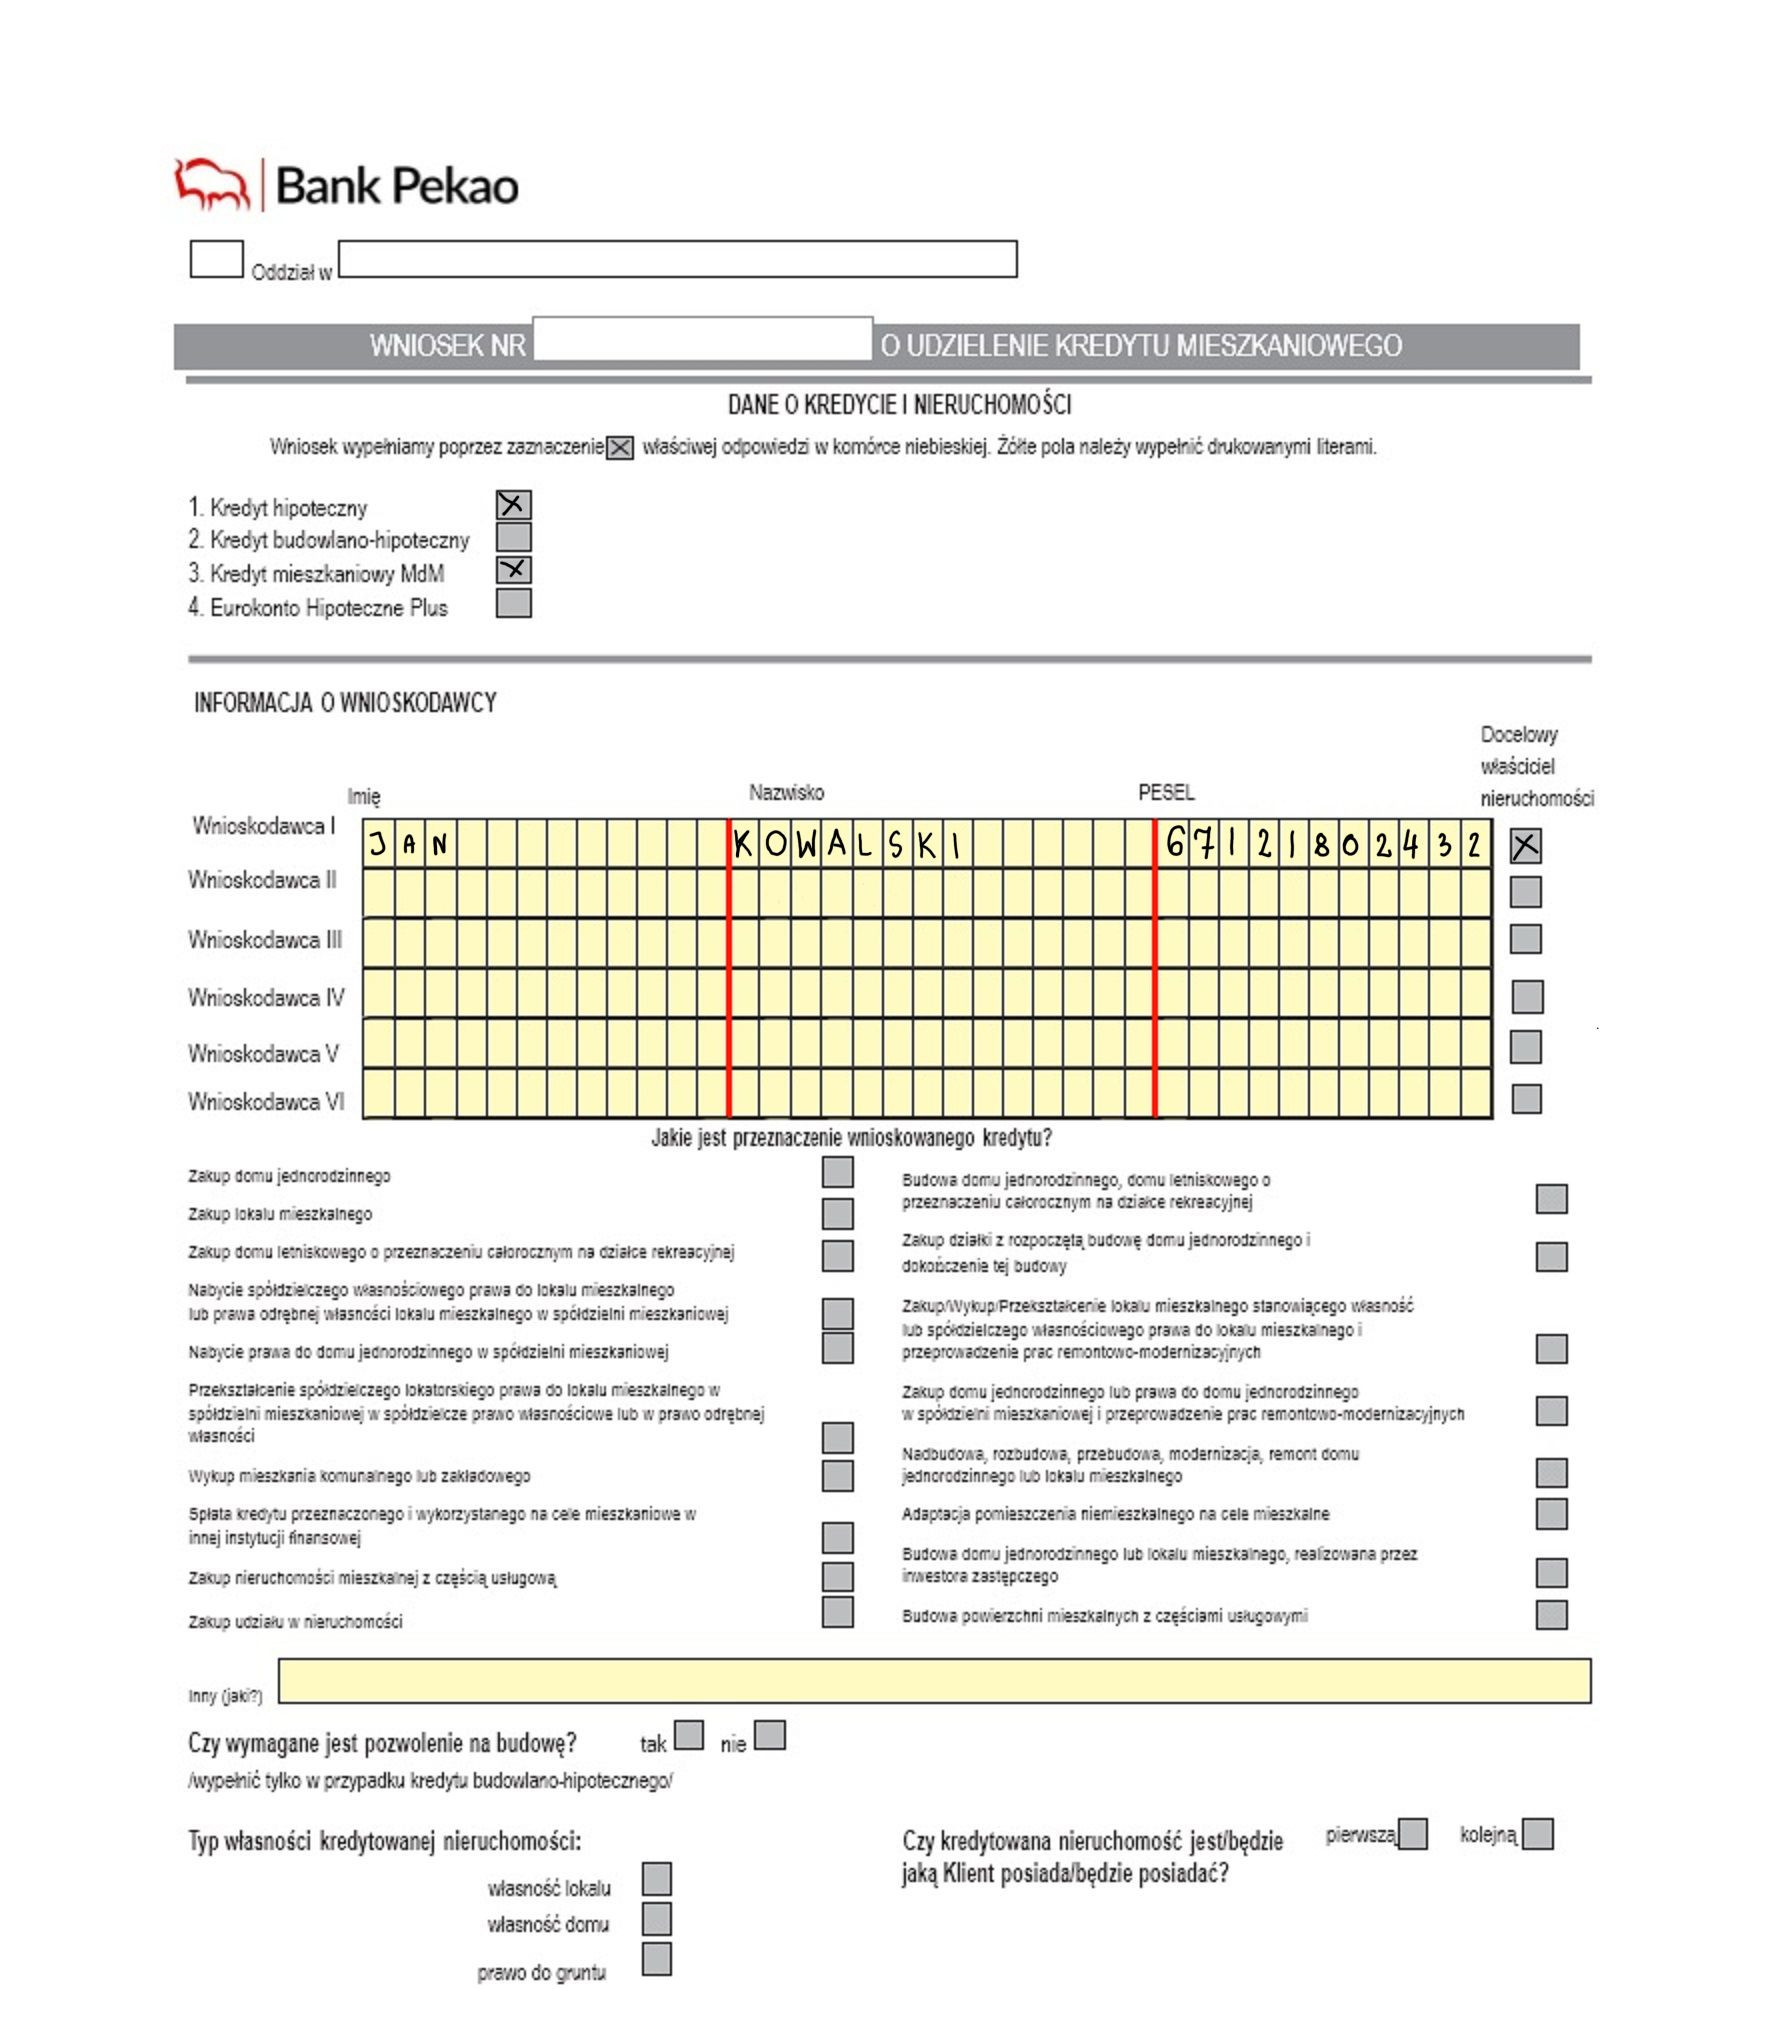 Bank Pekao
Oddział w
WNIOSEK NR O UDZIELENIE KREDYTU MIESZKANIOWEGO
DANE O KREDYCIE I NIERUCHOMOŚCI
Wniosek wypełniamy poprzez zaznaczenie X właściwej odpowiedzi w komórce niebieskiej. Żółte pola należy wypełnić drukowanymi literami.
1. Kredyt hipoteczny X
2. Kredyt budowlano-hipoteczny
3. Kredyt mieszkaniowy MdM X
4. Eurokonto Hipoteczne Plus
INFORMACJA O WNIOSKODAWCY
Docelowy
właściciel
nieruchomości
Imię Nazwisko PESEL
Wnioskodawca I JAN KOWALSKI 67121802432 X
Wnioskodawca II
Wnioskodawca III
Wnioskodawca IV
Wnioskodawca V
Wnioskodawca VI
Jakie jest przeznaczenie wnioskowanego kredytu?
Zakup domu jednorodzinnego
Zakup lokalu mieszkalnego
Zakup domu letniskowego o przeznaczeniu całorocznym na działce rekreacyjnej
Nabycie spółdzielczego własnościowego prawa do lokalu mieszkalnego
lub prawa odrębnej własności lokalu mieszkalnego w spółdzielni mieszkaniowej
Nabycie prawa do domu jednorodzinnego w spółdzielni mieszkaniowej
Przekształcenie spółdzielczego lokatorskiego prawa do lokalu mieszkalnego w
spółdzielni mieszkaniowej w spółdzielcze prawo własnościowe lub w prawo odrębnej
własności
Wykup mieszkania komunalnego lub zakładowego
Spłata kredytu przeznaczonego i wykorzystanego na cele mieszkaniowe w
innej instytucji finansowej
Zakup nieruchomości mieszkalnej z częścią usługową
Zakup udziału w nieruchomości
Budowa domu jednorodzinnego, domu letniskowego o
przeznaczeniu całorocznym na działce rekreacyjnej
Zakup działki z rozpoczętą budowę domu jednorodzinnego i
dokończenie tej budowy
Zakup/Wykup/Przekształcenie lokalu mieszkalnego stanowiącego własność
lub spółdzielczego własnościowego prawa do lokalu mieszkalnego i
przeprowadzenie prac remontowo-modernizacyjnych
Zakup domu jednorodzinnego lub prawa do domu jednorodzinnego
w spółdzielni mieszkaniowej i przeprowadzenie prac remontowo-modernizacyjnych
Nadbudowa, rozbudowa, przebudowa, modernizacja, remont domu
jednorodzinnego lub lokalu mieszkalnego
Adaptacja pomieszczenia niemieszkalnego na cele mieszkalne
Budowa domu jednorodzinnego lub lokalu mieszkalnego, realizowana przez
inwestora zastępczego
Budowa powierzchni mieszkalnych z częściami usługowymi
Inny (jaki?)
Czy wymagane jest pozwolenie na budowę? tak nie
/wypełnić tylko w przypadku kredytu budowlano-hipotecznego/
Typ własności kredytowanej nieruchomości:
własność lokalu
własność domu
prawo do gruntu
Czy kredytowana nieruchomość jest/będzie pierwszą kolejną
jaką Klient posiada/będzie posiadać?